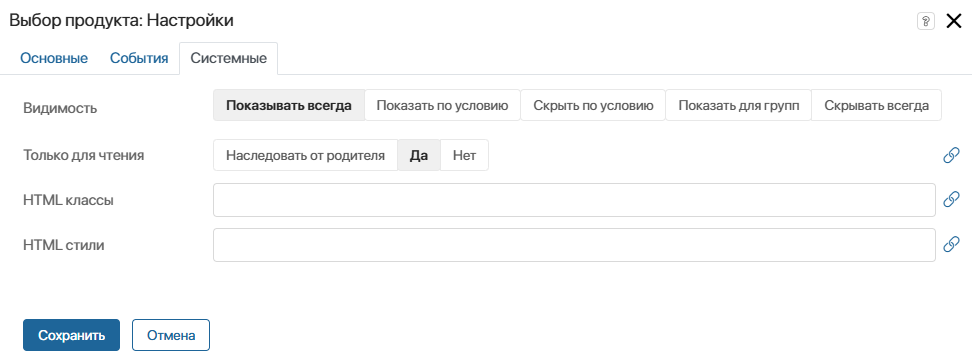 Выбор продукта: Настройки ?
Основные События Системные
Видимость Показывать всегда Показать по условию Скрыть по условию Показать для групп Скрывать всегда
Только для чтения Наследовать от родителя Да Нет
HTML классы
HTML стили
Сохранить Отмена